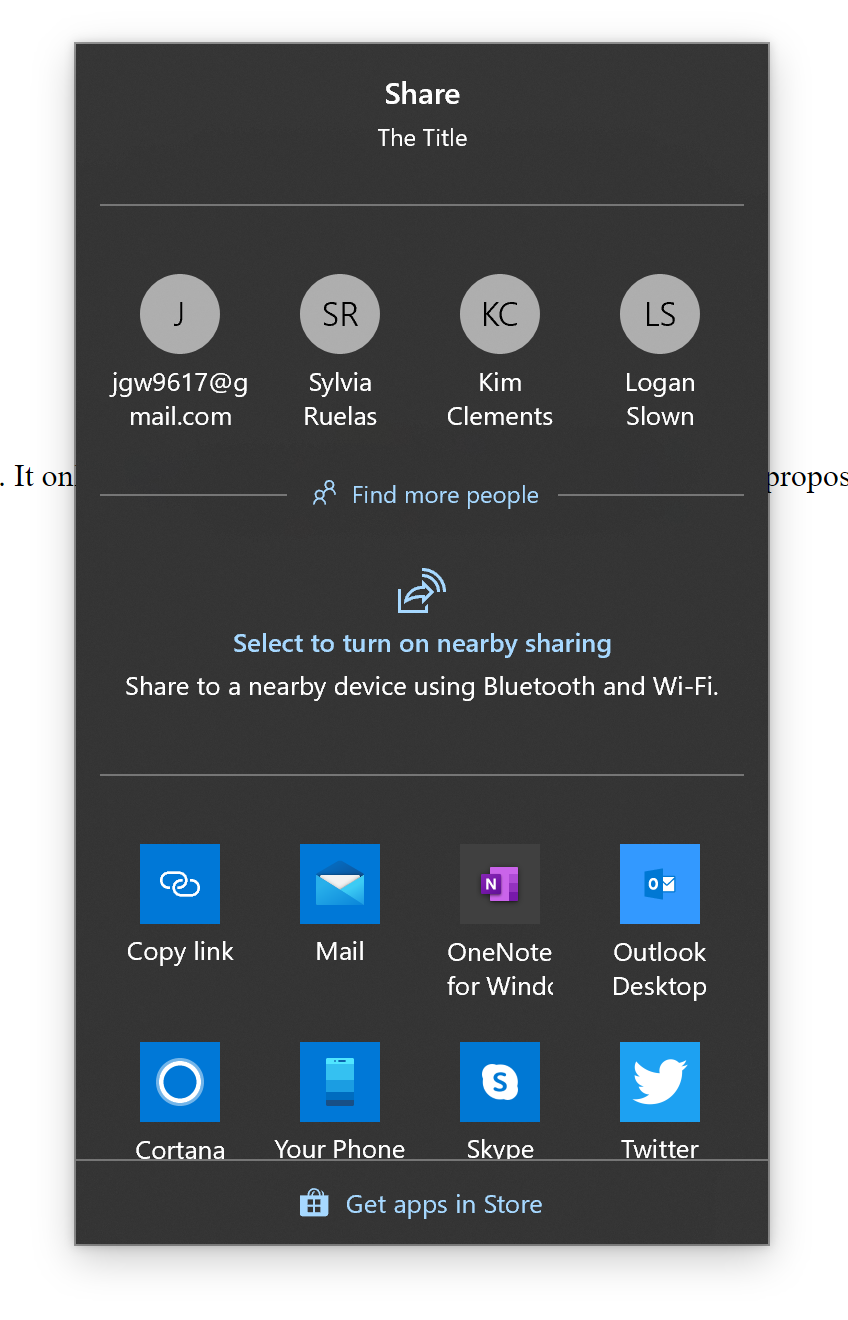 Share
The Title
J
SR
KC
LS
jgw9617@g
mail.com
Sylvia
Ruelas
Kim
Clements
Logan
Slown
. It on
propos
Find more people
Select to turn on nearby sharing
Share to a nearby device using Bluetooth and Wi-Fi.
N
O
Copy link
Mail
OneNote
for Windo
Outlook
Desktop
S
Cortana
Your Phone
Skype
Twitter
Get apps in Store